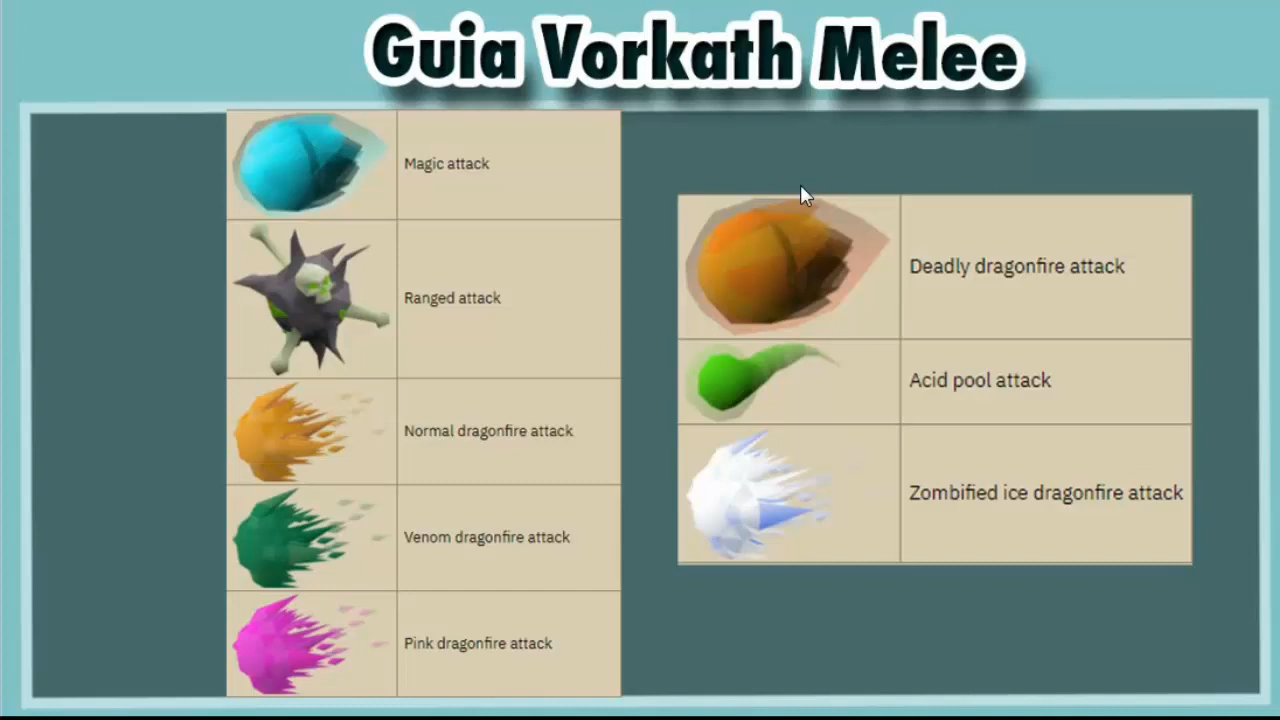 Guia Vorkath Melee
Magic attack
Ranged attack
Normal dragonfire attack
Venom dragonfire attack
Pink dragonfire attack
Deadly dragonfire attack
Acid pool attack
Zombified ice dragonfire attack